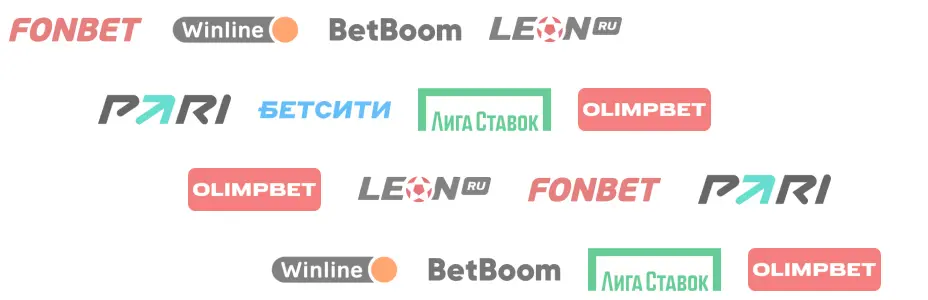 FONBET Winline BetBoom LEON RU
PARI БЕТСИТИ ЛИГА СТАВОК OLIMPBET
OLIMPBET LEON RU FONBET PARI
Winline BetBoom ЛИГА СТАВОК OLIMPBET